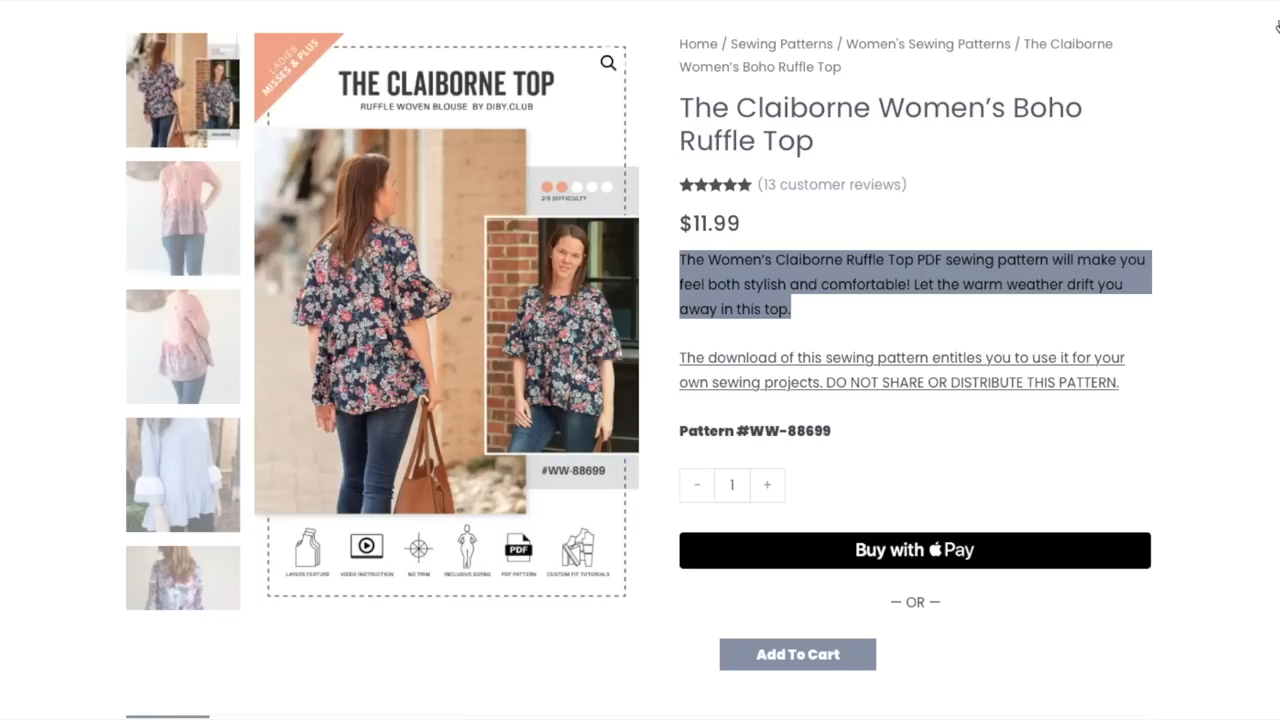 Home / Sewing Patterns / Women's Sewing Patterns / The Claiborne
Women's Boho Ruffle Top
The Claiborne Women's Boho
Ruffle Top
(13 customer reviews)
$11.99
The Women's Claiborne Ruffle Top PDF sewing pattern will make you
feel both stylish and comfortable! Let the warm weather drift you
away in this top.
The download of this sewing pattern entitles you to use it for your
own sewing projects. DO NOT SHARE OR DISTRIBUTE THIS PATTERN.
Pattern #WW-88699
- 1 +
Buy with Pay
— OR —
Add To Cart
LADIES
MISSES & PLUS
THE CLAIBORNE TOP
RUFFLE WOVEN BLOUSE BY DIBY.CLUB
2/5 DIFFICULTY
#WW-88699
PDF
LAYERS FEATURE VIDEO INSTRUCTION NO TRIM INCLUSIVE SIZING PDF PATTERN CUSTOM FIT TUTORIALS